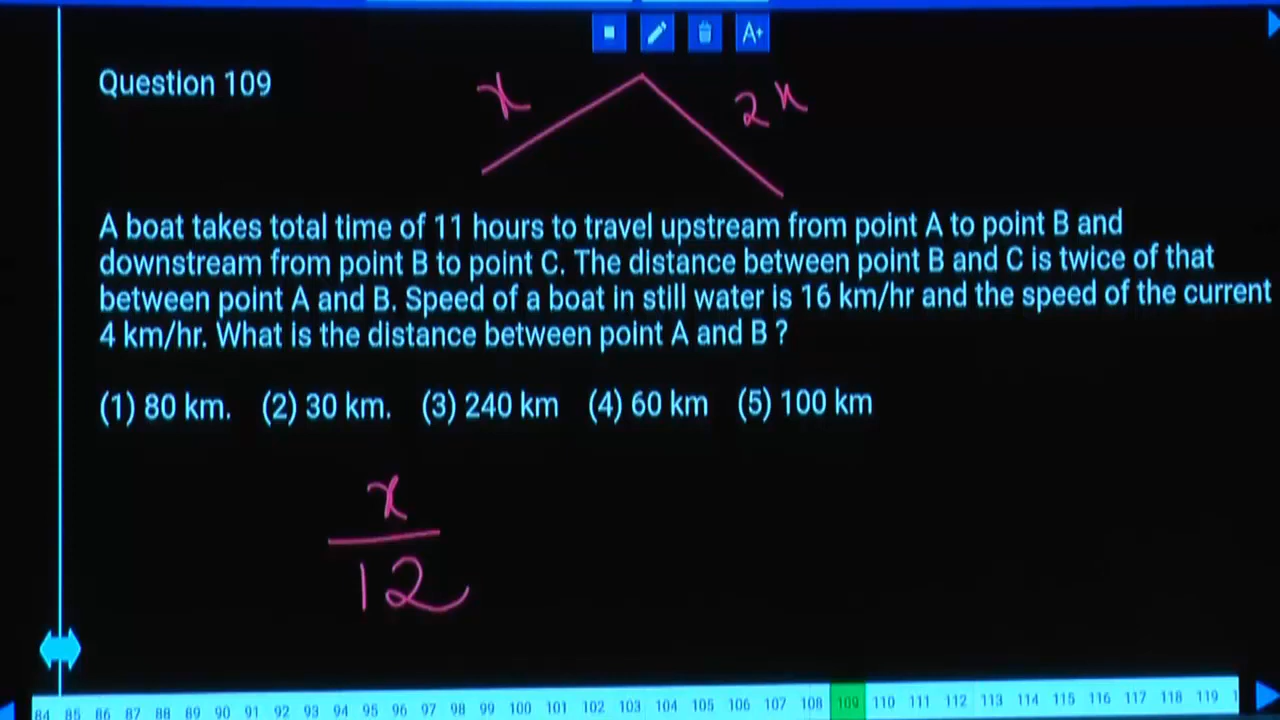 A+
Question 109
x 2x
A boat takes total time of 11 hours to travel upstream from point A to point B and
downstream from point B to point C. The distance between point B and C is twice of that
between point A and B. Speed of a boat in still water is 16 km/hr and the speed of the current
4 km/hr. What is the distance between point A and B ?
(1) 80 km. (2) 30 km. (3) 240 km (4) 60 km (5) 100 km
x
12
84 85 86 87 88 89 90 91 92 93 94 95 96 97 98 99 100 101 102 103 104 105 106 107 108 109 110 111 112 113 114 115 116 117 118 119 1